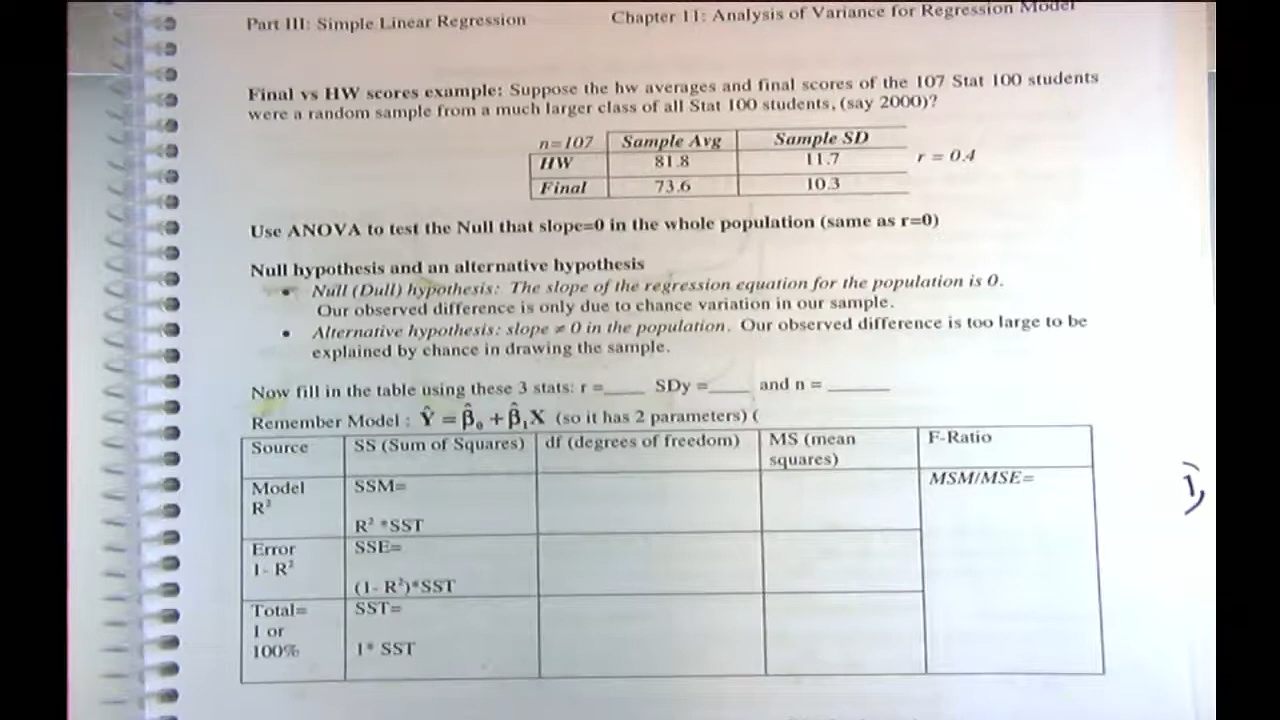 Part III: Simple Linear Regression Chapter 11: Analysis of Variance for Regression Model
Final vs HW scores example: Suppose the hw averages and final scores of the 107 Stat 100 students
were a random sample from a much larger class of all Stat 100 students, (say 2000)?
n=107 Sample Avg Sample SD
HW 81.8 11.7 r = 0.4
Final 73.6 10.3
Use ANOVA to test the Null that slope=0 in the whole population (same as r=0)
Null hypothesis and an alternative hypothesis
• Null (Dull) hypothesis: The slope of the regression equation for the population is 0.
Our observed difference is only due to chance variation in our sample.
• Alternative hypothesis: slope ≠ 0 in the population. Our observed difference is too large to be
explained by chance in drawing the sample.
Now fill in the table using these 3 stats: r =____ SDy =____ and n = ______
Remember Model : Ŷ = β̂₀ + β̂₁X (so it has 2 parameters) (
Source SS (Sum of Squares) df (degrees of freedom) MS (mean F-Ratio
squares)
Model SSM= MSM/MSE=
R²
R² *SST
Error SSE=
1- R²
(1- R²)*SST
Total= SST=
1 or
100% 1* SST
1)